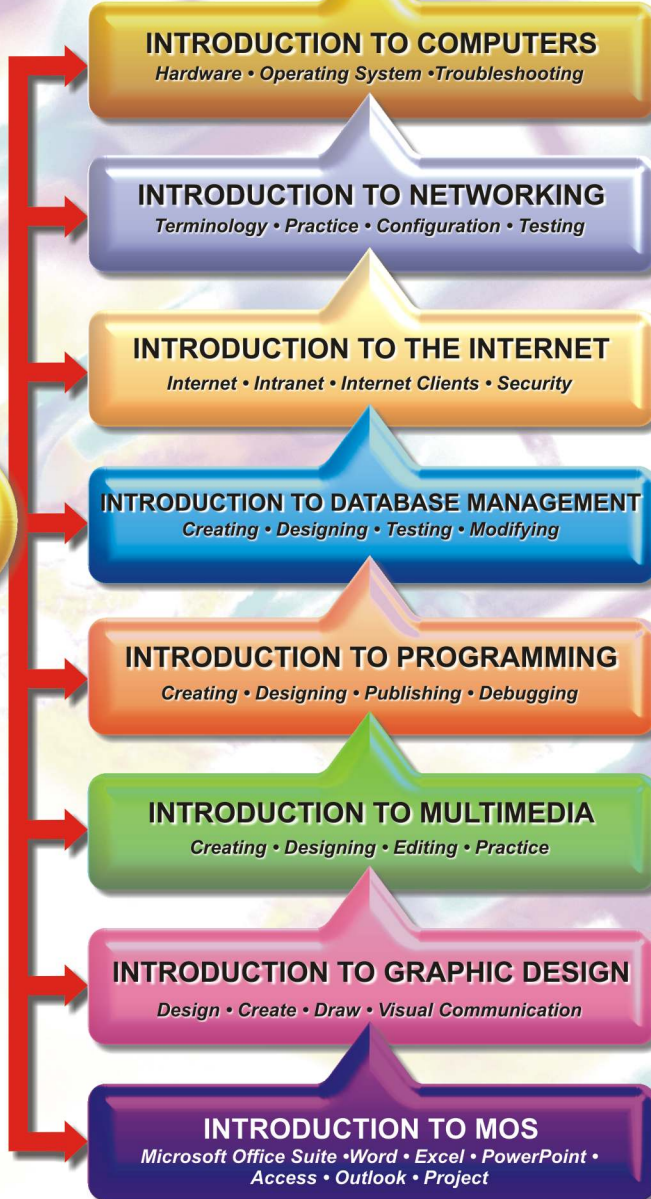 INTRODUCTION TO COMPUTERS
Hardware • Operating System •Troubleshooting
INTRODUCTION TO NETWORKING
Terminology • Practice • Configuration • Testing
INTRODUCTION TO THE INTERNET
Internet • Intranet • Internet Clients • Security
INTRODUCTION TO DATABASE MANAGEMENT
Creating • Designing • Testing • Modifying
INTRODUCTION TO PROGRAMMING
Creating • Designing • Publishing • Debugging
INTRODUCTION TO MULTIMEDIA
Creating • Designing • Editing • Practice
INTRODUCTION TO GRAPHIC DESIGN
Design • Create • Draw • Visual Communication
INTRODUCTION TO MOS
Microsoft Office Suite •Word • Excel • PowerPoint •
Access • Outlook • Project